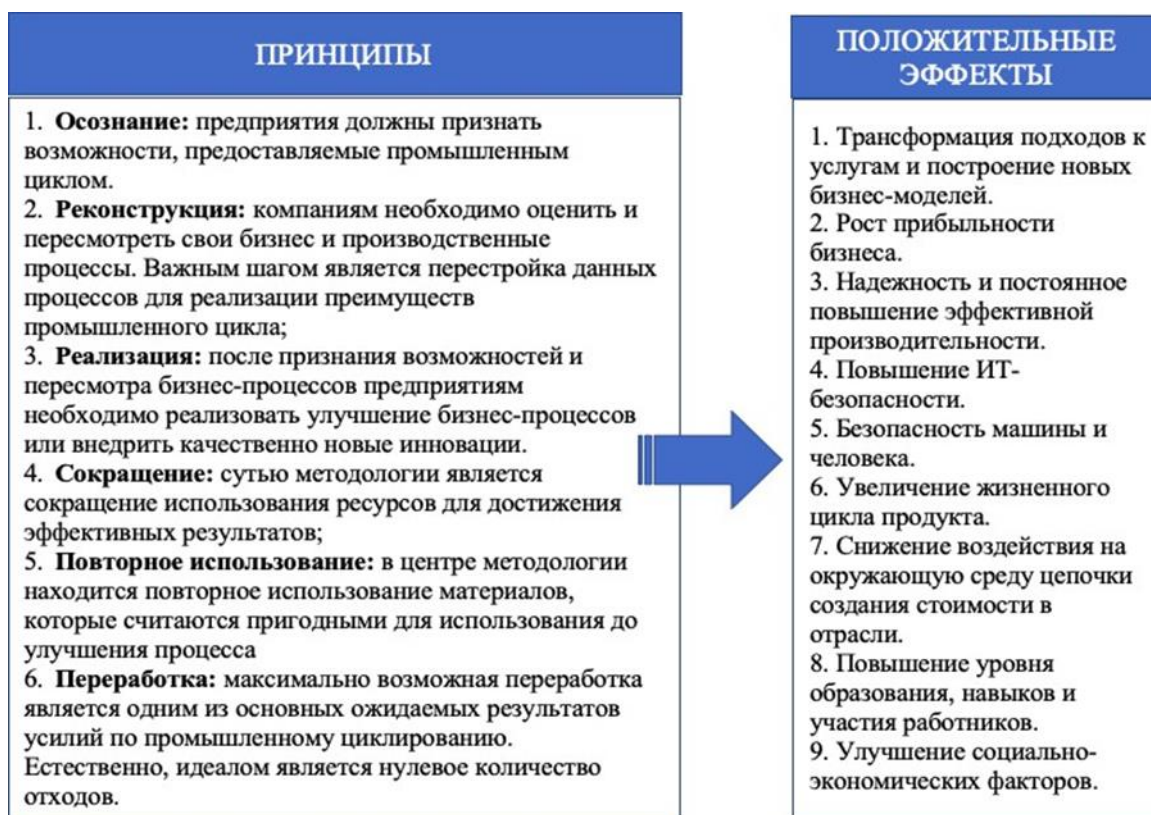 ПРИНЦИПЫ
1. Осознание: предприятия должны признать
возможности, предоставляемые промышленным
циклом.
2. Реконструкция: компаниям необходимо оценить и
пересмотреть свои бизнес и производственные
процессы. Важным шагом является перестройка данных
процессов для реализации преимуществ
промышленного цикла;
3. Реализация: после признания возможностей и
пересмотра бизнес-процессов предприятиям
необходимо реализовать улучшение бизнес-процессов
или внедрить качественно новые инновации.
4. Сокращение: сутью методологии является
сокращение использования ресурсов для достижения
эффективных результатов;
5. Повторное использование: в центре методологии
находится повторное использование материалов,
которые считаются пригодными для использования до
улучшения процесса
6. Переработка: максимально возможная переработка
является одним из основных ожидаемых результатов
усилий по промышленному циклированию.
Естественно, идеалом является нулевое количество
отходов.
ПОЛОЖИТЕЛЬНЫЕ
ЭФФЕКТЫ
1. Трансформация подходов к
услугам и построение новых
бизнес-моделей.
2. Рост прибыльности
бизнеса.
3. Надежность и постоянное
повышение эффективной
производительности.
4. Повышение ИТ-
безопасности.
5. Безопасность машины и
человека.
6. Увеличение жизненного
цикла продукта.
7. Снижение воздействия на
окружающую среду цепочки
создания стоимости в
отрасли.
8. Повышение уровня
образования, навыков и
участия работников.
9. Улучшение социально-
экономических факторов.